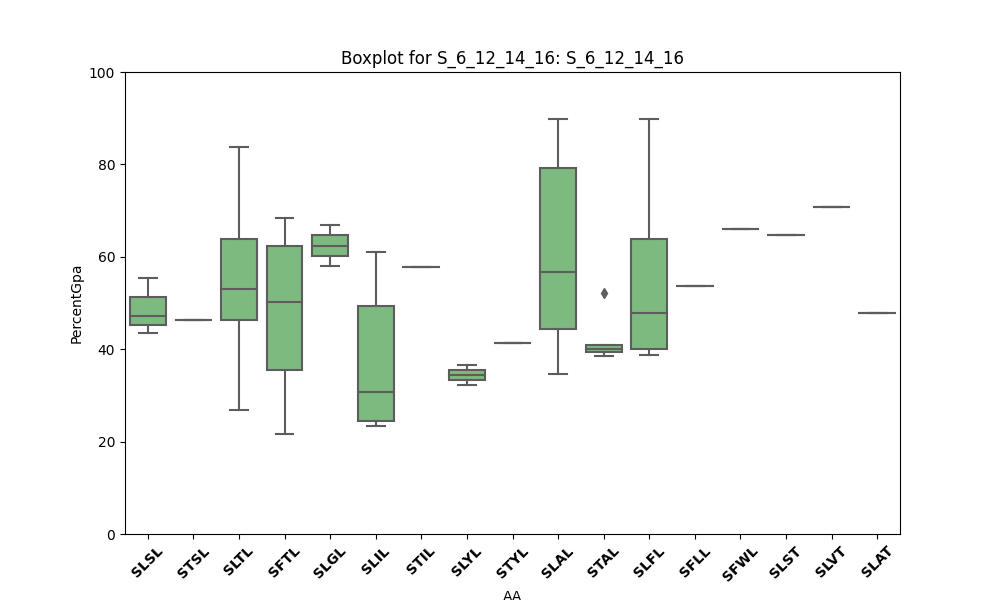 Boxplot for S_6_12_14_16: S_6_12_14_16
PercentGpa
100
80
60
40
20
0
SLSL
STSL
SLTL
SFTL
SLGL
SLIL
STIL
SLYL
STYL
SLAL
STAL
SLFL
SFLL
SFWL
SLST
SLVT
SLAT
AA